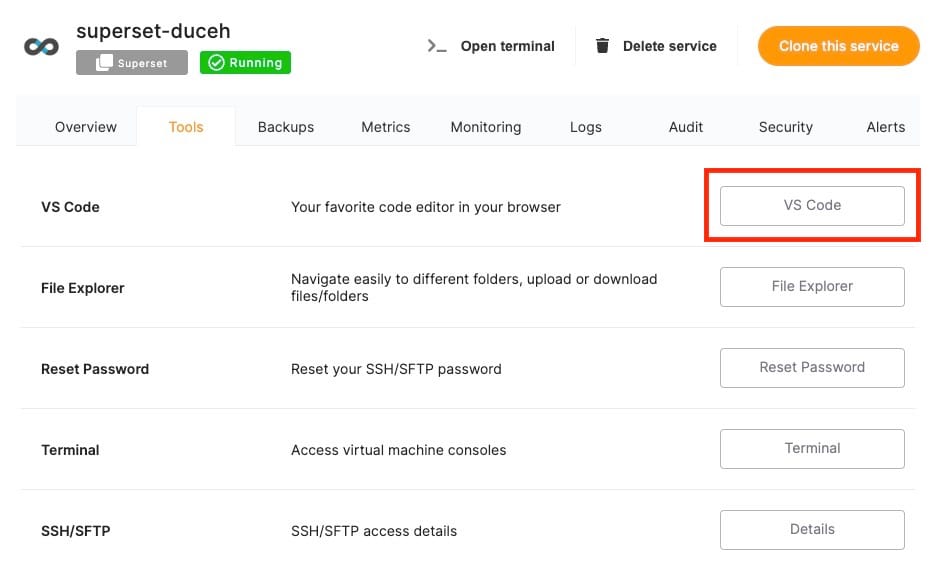 superset-duceh
Superset
Running
Open terminal
Delete service
Clone this service
Overview
Tools
Backups
Metrics
Monitoring
Logs
Audit
Security
Alerts
VS Code
Your favorite code editor in your browser
VS Code
File Explorer
Navigate easily to different folders, upload or download
files/folders
File Explorer
Reset Password
Reset your SSH/SFTP password
Reset Password
Terminal
Access virtual machine consoles
Terminal
SSH/SFTP
SSH/SFTP access details
Details